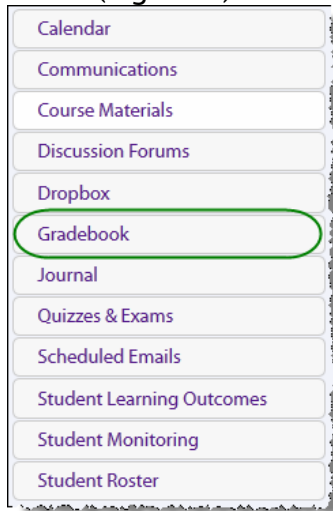 Calendar
Communications
Course Materials
Discussion Forums
Dropbox
Gradebook
Journal
Quizzes & Exams
Scheduled Emails
Student Learning Outcomes
Student Monitoring
Student Roster